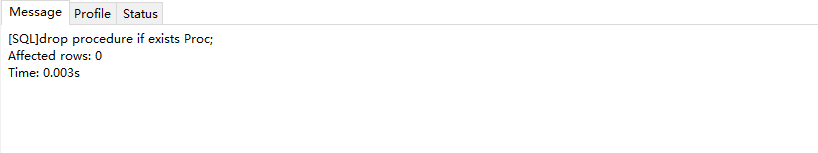 Message Profile Status
[SQL]drop procedure if exists Proc;
Affected rows: 0
Time: 0.003s